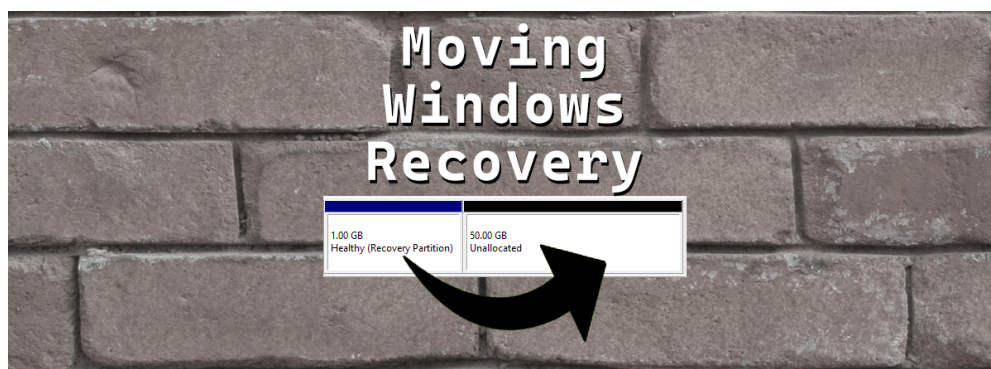 Moving
Windows
Recovery
1.00 GB
Healthy (Recovery Partition)
50.00 GB
Unallocated